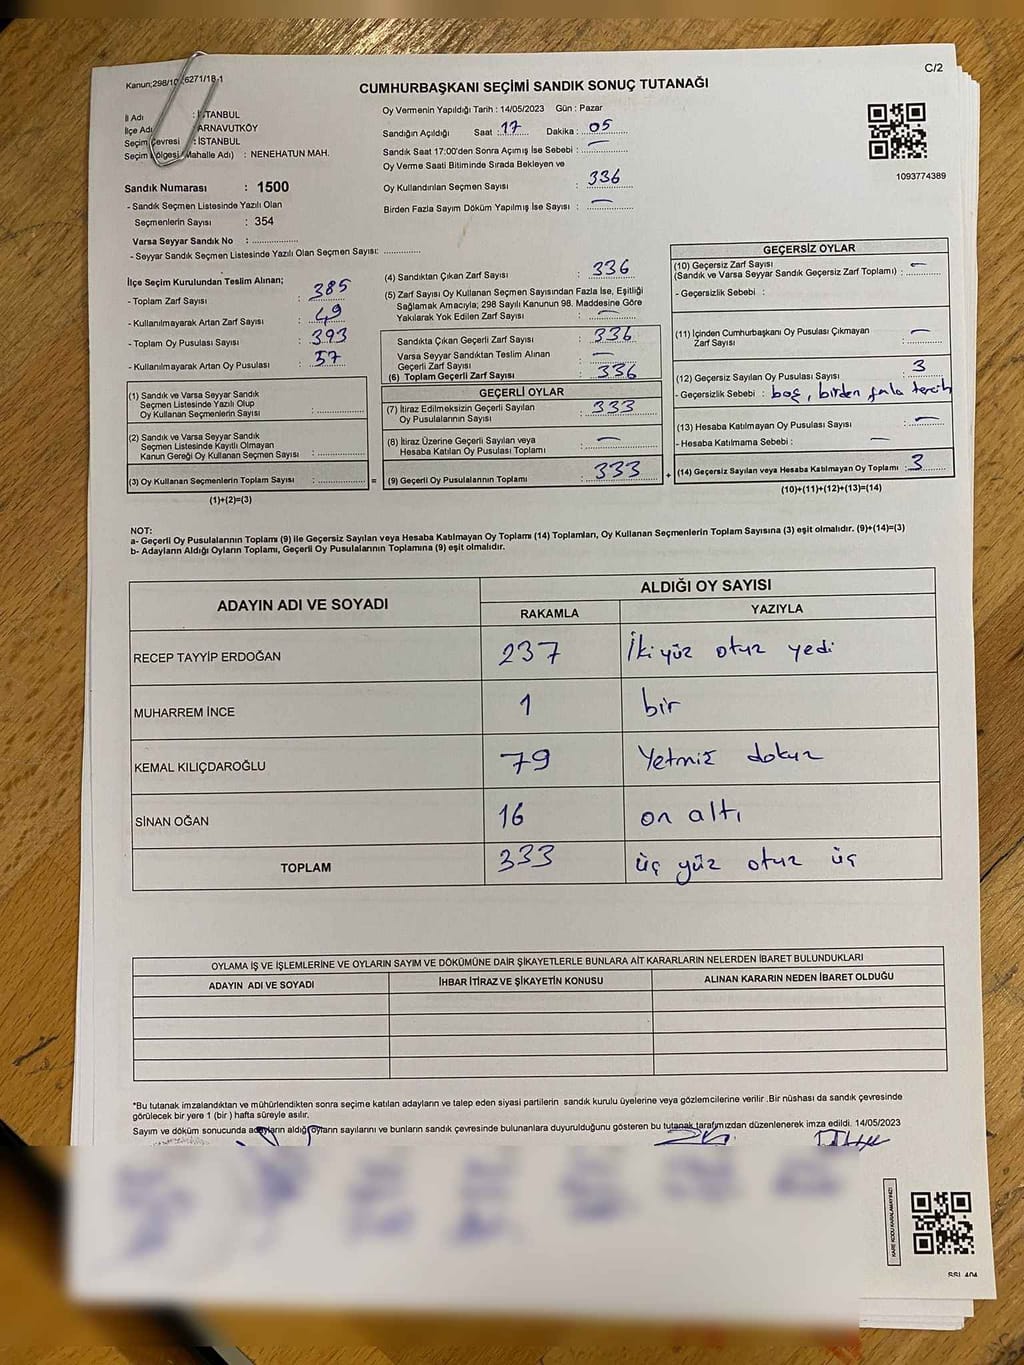 Kanun;298/10 6271/18-1
C/2
CUMHURBAŞKANI SEÇİMİ SANDIK SONUÇ TUTANAĞI
İl Adı : İSTANBUL
İlçe Adı ARNAVUTKÖY
Seçim Çevresi : İSTANBUL
Seçim Bölgesi (Mahalle Adı) : NENEHATUN MAH.
Sandık Numarası : 1500
- Sandık Seçmen Listesinde Yazılı Olan
Seçmenlerin Sayısı : 354
Varsa Seyyar Sandık No : ..................
- Seyyar Sandık Seçmen Listesinde Yazılı Olan Seçmen Sayısı: ..............
Oy Vermenin Yapıldığı Tarih : 14/05/2023 Gün : Pazar
Sandığın Açıldığı Saat : 17 Dakika : 05
Sandık Saat 17:00'den Sonra Açımış İse Sebebi : —
Oy Verme Saati Bitiminde Sırada Bekleyen ve
Oy Kullandırılan Seçmen Sayısı : 336
Birden Fazla Sayım Döküm Yapılmış İse Sayısı : —
1093774389
İlçe Seçim Kurulundan Teslim Alınan;
- Toplam Zarf Sayısı : 385
- Kullanılmayarak Artan Zarf Sayısı : 49
- Toplam Oy Pusulası Sayısı : 393
- Kullanılmayarak Artan Oy Pusulası : 57
(1) Sandık ve Varsa Seyyar Sandık
Seçmen Listesinde Yazılı Olup
Oy Kullanan Seçmenlerin Sayısı : ..............
(2) Sandık ve Varsa Seyyar Sandık
Seçmen Listesinde Kayıtlı Olmayan
Kanun Gereği Oy Kullanan Seçmen Sayısı : ..............
(3) Oy Kullanan Seçmenlerin Toplam Sayısı : .............. =
(1)+(2)=(3)
(4) Sandıktan Çıkan Zarf Sayısı : 336
(5) Zarf Sayısı Oy Kullanan Seçmen Sayısından Fazla İse, Eşitliği
Sağlamak Amacıyla; 298 Sayılı Kanunun 98. Maddesine Göre
Yakılarak Yok Edilen Zarf Sayısı : —
Sandıkta Çıkan Geçerli Zarf Sayısı : 336
Varsa Seyyar Sandıktan Teslim Alınan
Geçerli Zarf Sayısı : —
(6) Toplam Geçerli Zarf Sayısı : 336
GEÇERLİ OYLAR
(7) İtiraz Edilmeksizin Geçerli Sayılan
Oy Pusulalarının Sayısı : 333
(8) İtiraz Üzerine Geçerli Sayılan veya
Hesaba Katılan Oy Pusulası Toplamı : —
(9) Geçerli Oy Pusulalarının Toplamı : 333 +
GEÇERSİZ OYLAR
(10) Geçersiz Zarf Sayısı
(Sandık ve Varsa Seyyar Sandık Geçersiz Zarf Toplamı) : —
- Geçersizlik Sebebi :
(11) İçinden Cumhurbaşkanı Oy Pusulası Çıkmayan
Zarf Sayısı : —
(12) Geçersiz Sayılan Oy Pusulası Sayısı : 3
- Geçersizlik Sebebi : boş, birden fazla tercih
(13) Hesaba Katılmayan Oy Pusulası Sayısı : —
- Hesaba Katılmama Sebebi : —
(14) Geçersiz Sayılan veya Hesaba Katılmayan Oy Toplamı : 3
(10)+(11)+(12)+(13)=(14)
NOT:
a- Geçerli Oy Pusulalarının Toplamı (9) ile Geçersiz Sayılan veya Hesaba Katılmayan Oy Toplamı (14) Toplamları, Oy Kullanan Seçmenlerin Toplam Sayısına (3) eşit olmalıdır. (9)+(14)=(3)
b- Adayların Aldığı Oyların Toplamı, Geçerli Oy Pusulalarının Toplamına (9) eşit olmalıdır.
ADAYIN ADI VE SOYADI
ALDIĞI OY SAYISI
RAKAMLA YAZIYLA
RECEP TAYYİP ERDOĞAN 237 İki yüz otuz yedi
MUHARREM İNCE 1 bir
KEMAL KILIÇDAROĞLU 79 Yetmiş dokuz
SİNAN OĞAN 16 on altı
TOPLAM 333 üç yüz otuz üç
OYLAMA İŞ VE İŞLEMLERİNE VE OYLARIN SAYIM VE DÖKÜMÜNE DAİR ŞİKAYETLERLE BUNLARA AİT KARARLARIN NELERDEN İBARET BULUNDUKLARI
ADAYIN ADI VE SOYADI İHBAR İTİRAZ VE ŞİKAYETİN KONUSU ALINAN KARARIN NEDEN İBARET OLDUĞU
*Bu tutanak imzalandıktan ve mühürlendikten sonra seçime katılan adayların ve talep eden siyasi partilerin sandık kurulu üyelerine veya gözlemcilerine verilir .Bir nüshası da sandık çevresinde
görülecek bir yere 1 (bir ) hafta süreyle asılır.
Sayım ve döküm sonucunda adayların aldığı oyların sayılarını ve bunların sandık çevresinde bulunanlara duyurulduğunu gösteren bu tutanak tarafımızdan düzenlenerek imza edildi. 14/05/2023
KARE KODU KARALAMAYINIZ!